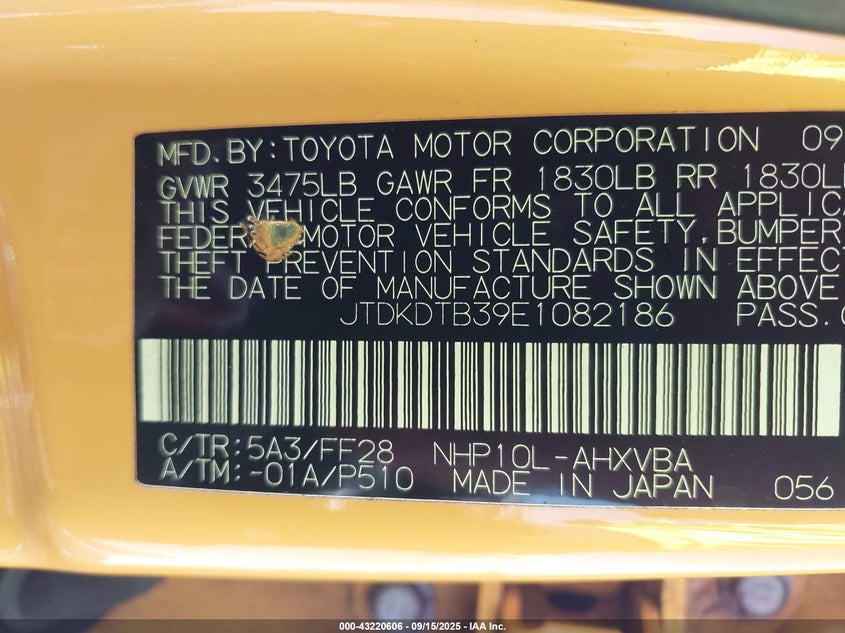 MFD. BY: TOYOTA MOTOR CORPORATION 09
GVWR 3475LB GAWR FR 1830LB RR 1830L
THIS VEHICLE CONFORMS TO ALL APPLIC
MOTOR VEHICLE SAFETY, BUMPER
THEFT PREVENTION STANDARDS IN EFFECT
THE DATE OF MANUFACTURE SHOWN ABOVE
JTDKDTB39E1082186 PASS.
C/TR: 5A3/FF28 NHP10L-AHXVBA
A/TM: -01A/P510 MADE IN JAPAN 056
000-43220606 - 09/15/2025 - IAA Inc.